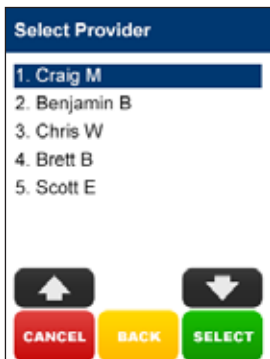 Select Provider
1. Craig M
2. Benjamin B
3. Chris W
4. Brett B
5. Scott E
CANCEL BACK SELECT